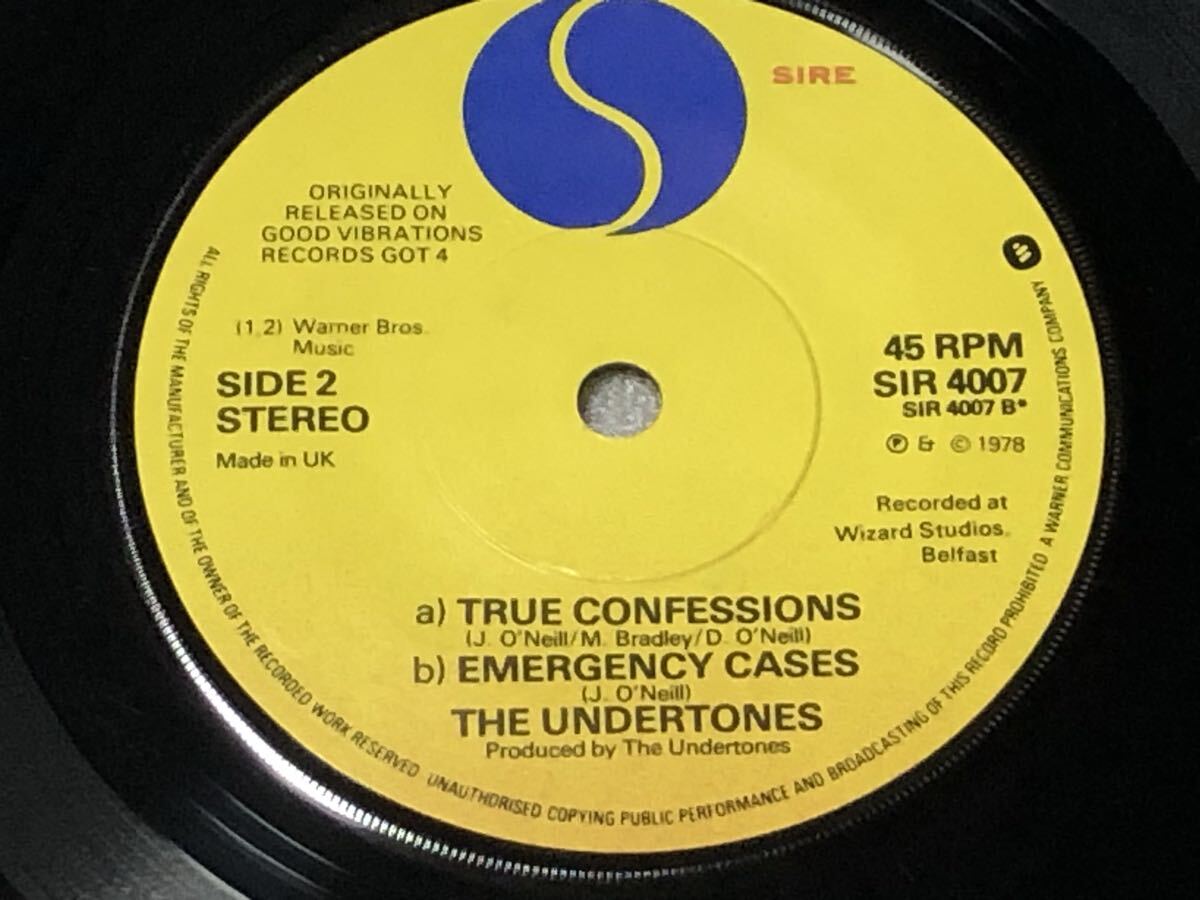 SIRE
ORIGINALLY
RELEASED ON
GOOD VIBRATIONS
RECORDS GOT 4
(1,2) Warner Bros.
Music
SIDE 2
STEREO
Made in UK
45 RPM
SIR 4007
SIR 4007 B*
Ⓟ & © 1978
Recorded at
Wizard Studios,
Belfast
a) TRUE CONFESSIONS
(J. O'Neill/M. Bradley/D. O'Neill)
b) EMERGENCY CASES
(J. O'Neill)
THE UNDERTONES
Produced by The Undertones
ALL RIGHTS OF THE MANUFACTURER AND OF THE OWNER OF THE RECORDED WORK RESERVED UNAUTHORISED COPYING PUBLIC PERFORMANCE AND BROADCASTING OF THIS RECORD PROHIBITED A WARNER COMMUNICATIONS COMPANY